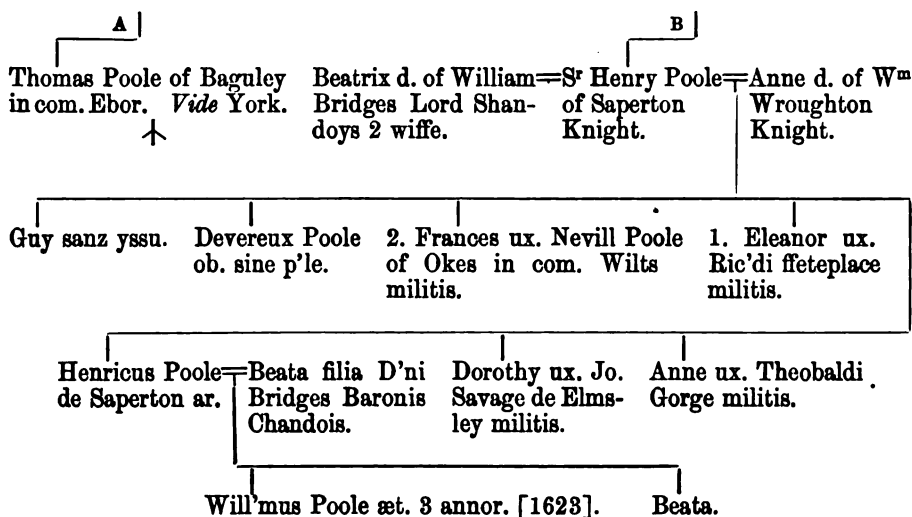 A
B
Thomas Poole of Baguley
in com. Ebor. Vide York.
Beatrix d. of William
Bridges Lord Shan-
doys 2 wiffe.
Sʳ Henry Poole
of Saperton
Knight.
Anne d. of Wᵐ
Wroughton
Knight.
Guy sanz yssu.
Devereux Poole
ob. sine p'le.
2. Frances ux. Nevill Poole
of Okes in com. Wilts
militis.
1. Eleanor ux.
Ric'di ffeteplace
militis.
Henricus Poole
de Saperton ar.
Beata filia D'ni
Bridges Baronis
Chandois.
Dorothy ux. Jo.
Savage de Elms-
ley militis.
Anne ux. Theobaldi
Gorge militis.
Will'mus Poole æt. 3 annor. [1623].
Beata.